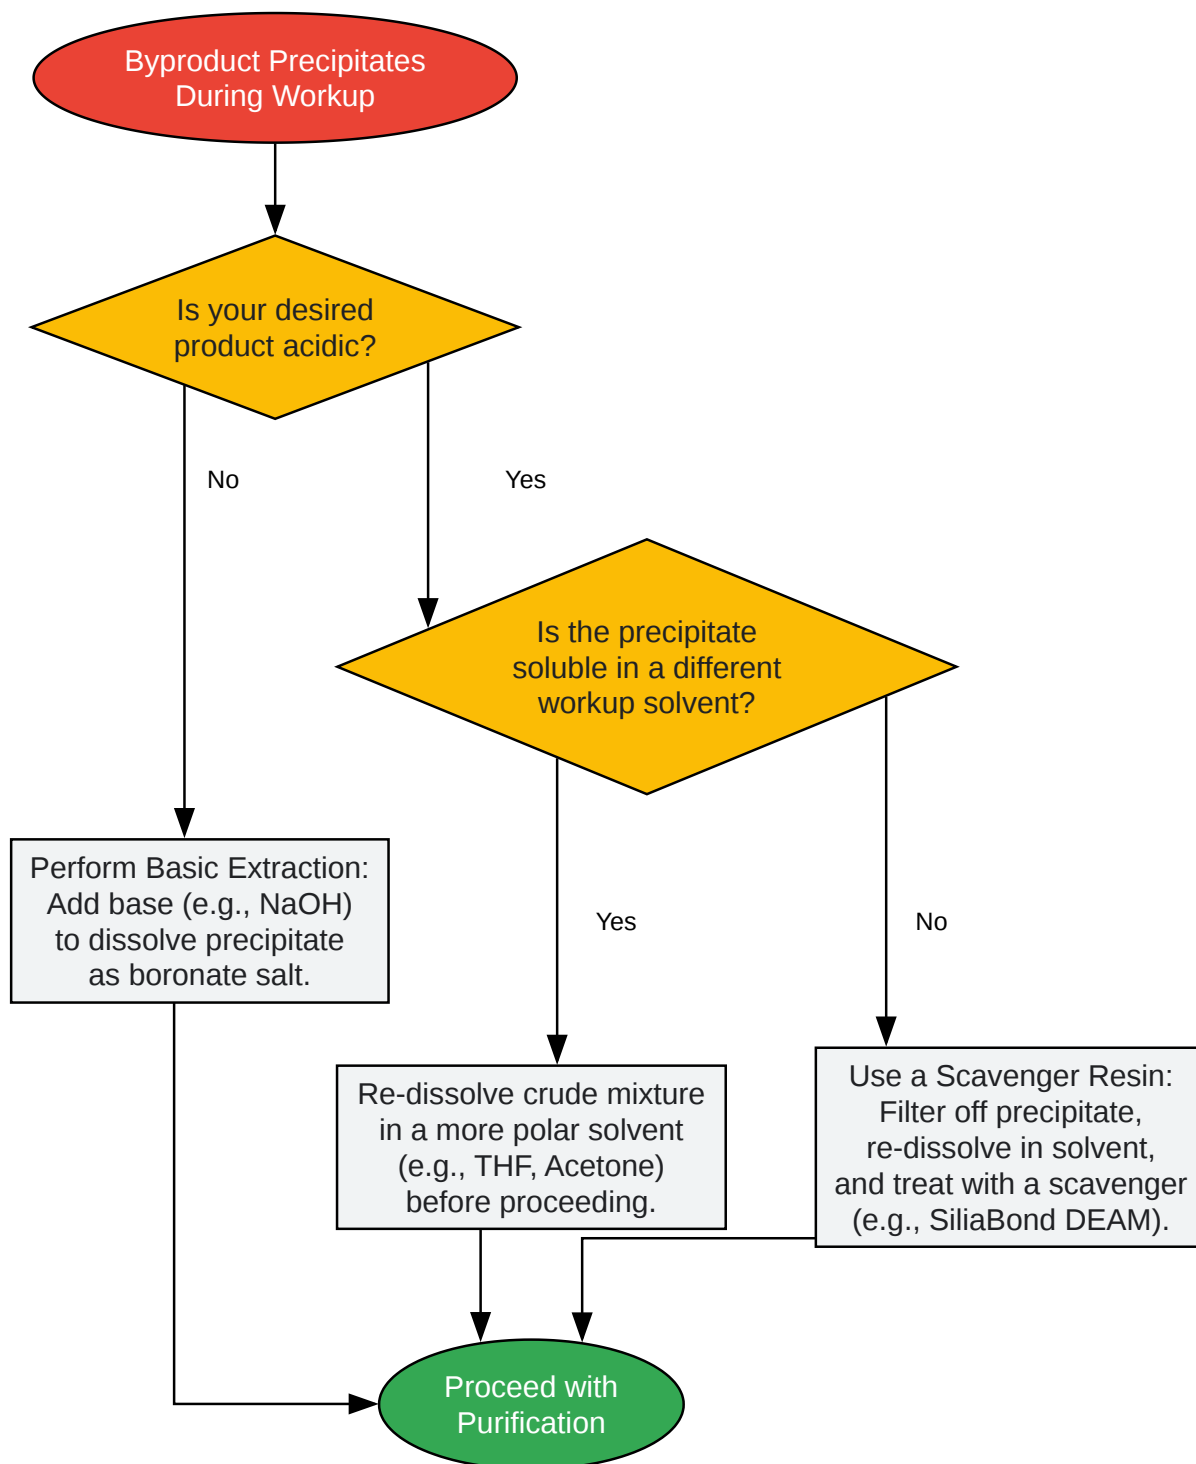 Byproduct Precipitates
During Workup
Is your desired
product acidic?
No
Yes
Is the precipitate
soluble in a different
workup solvent?
Perform Basic Extraction:
Add base (e.g., NaOH)
to dissolve precipitate
as boronate salt.
Yes
No
Re-dissolve crude mixture
in a more polar solvent
(e.g., THF, Acetone)
before proceeding.
Use a Scavenger Resin:
Filter off precipitate,
re-dissolve in solvent,
and treat with a scavenger
(e.g., SiliaBond DEAM).
Proceed with
Purification